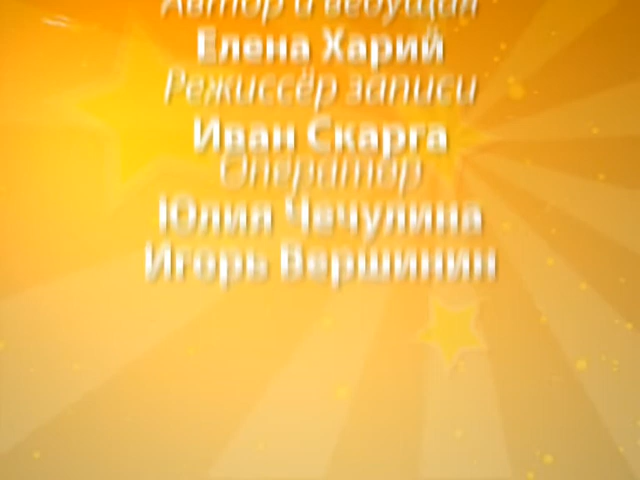 Автор и ведущая
Елена Харий
Режиссёр записи
Иван Скарга
Оператор
Юлия Чечулина
Игорь Вершинин